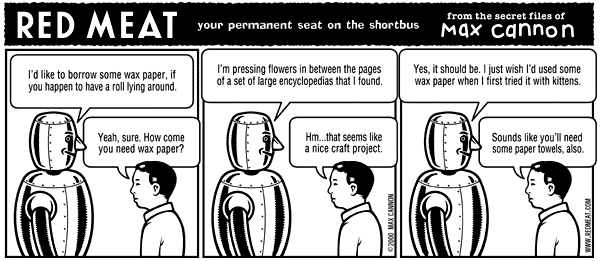 RED MEAT
your permanent seat on the shortbus
from the secret files of
Max Cannon
I'd like to borrow some wax paper, if
you happen to have a roll lying around.
Yeah, sure. How come
you need wax paper?
I'm pressing flowers in between the pages
of a set of large encyclopedias that I found.
Hm...that seems like
a nice craft project.
©2000 MAX CANNON
Yes, it should be. I just wish I'd used some
wax paper when I first tried it with kittens.
Sounds like you'll need
some paper towels, also.
WWW.REDMEAT.COM